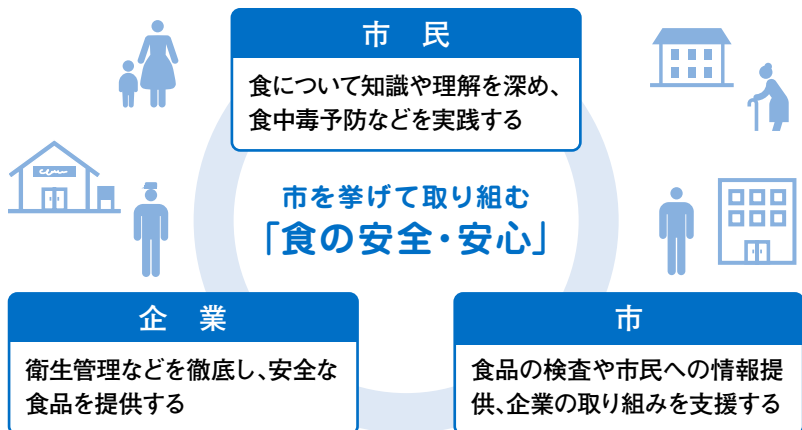 市 民
食について知識や理解を深め、
食中毒予防などを実践する
市を挙げて取り組む
「食の安全・安心」
企 業
衛生管理などを徹底し、安全な
食品を提供する
市
食品の検査や市民への情報提
供、企業の取り組みを支援する